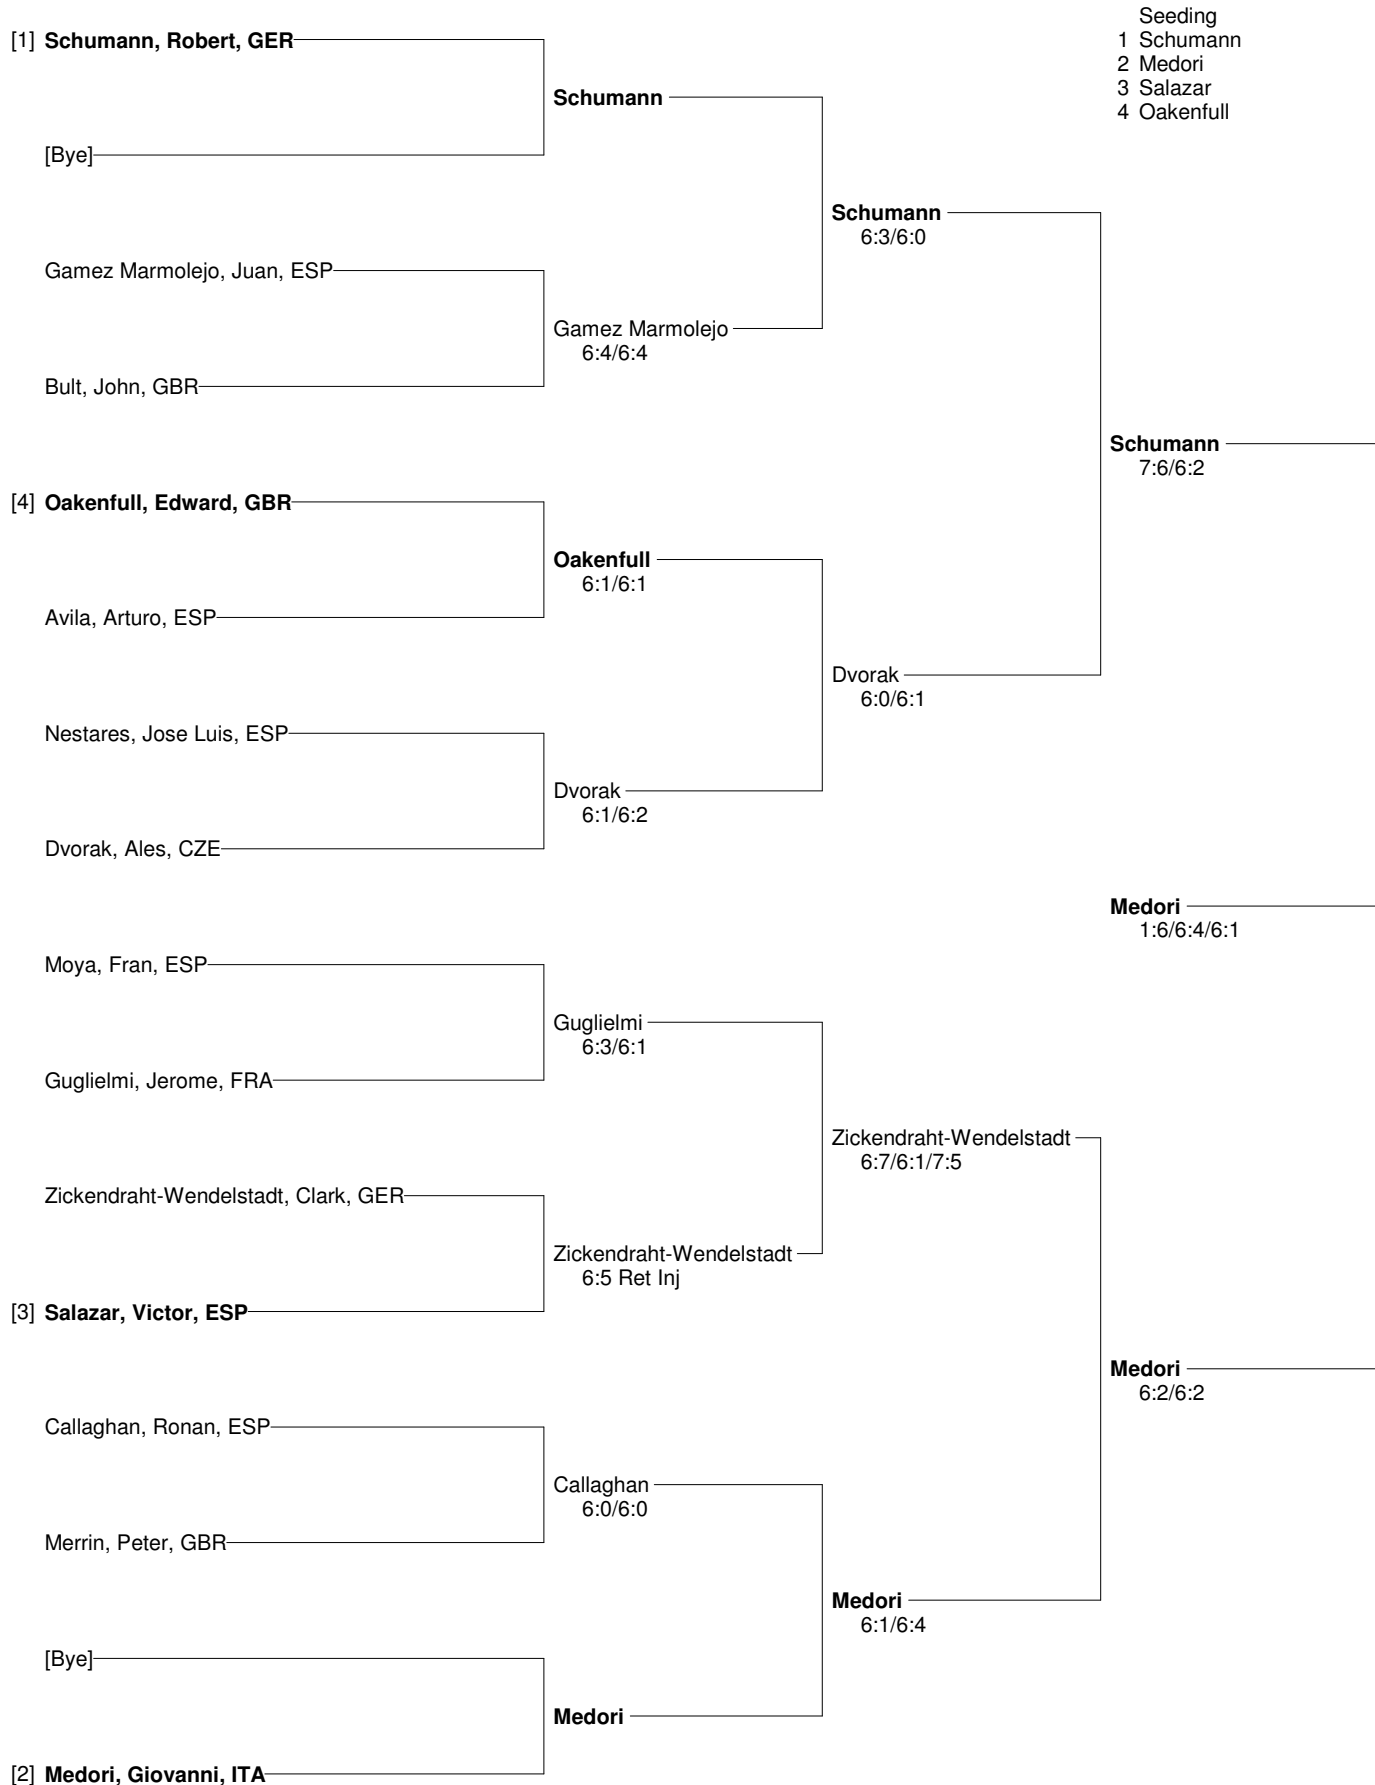 Seeding
1 Schumann
2 Medori
3 Salazar
4 Oakenfull
[1] Schumann, Robert, GER
Schumann
[Bye]
Schumann
6:3/6:0
Gamez Marmolejo, Juan, ESP
Gamez Marmolejo
6:4/6:4
Bult, John, GBR
Schumann
7:6/6:2
[4] Oakenfull, Edward, GBR
Oakenfull
6:1/6:1
Avila, Arturo, ESP
Dvorak
6:0/6:1
Nestares, Jose Luis, ESP
Dvorak
6:1/6:2
Dvorak, Ales, CZE
Medori
1:6/6:4/6:1
Moya, Fran, ESP
Guglielmi
6:3/6:1
Guglielmi, Jerome, FRA
Zickendraht-Wendelstadt
6:7/6:1/7:5
Zickendraht-Wendelstadt, Clark, GER
Zickendraht-Wendelstadt
6:5 Ret Inj
[3] Salazar, Victor, ESP
Medori
6:2/6:2
Callaghan, Ronan, ESP
Callaghan
6:0/6:0
Merrin, Peter, GBR
Medori
6:1/6:4
[Bye]
Medori
[2] Medori, Giovanni, ITA